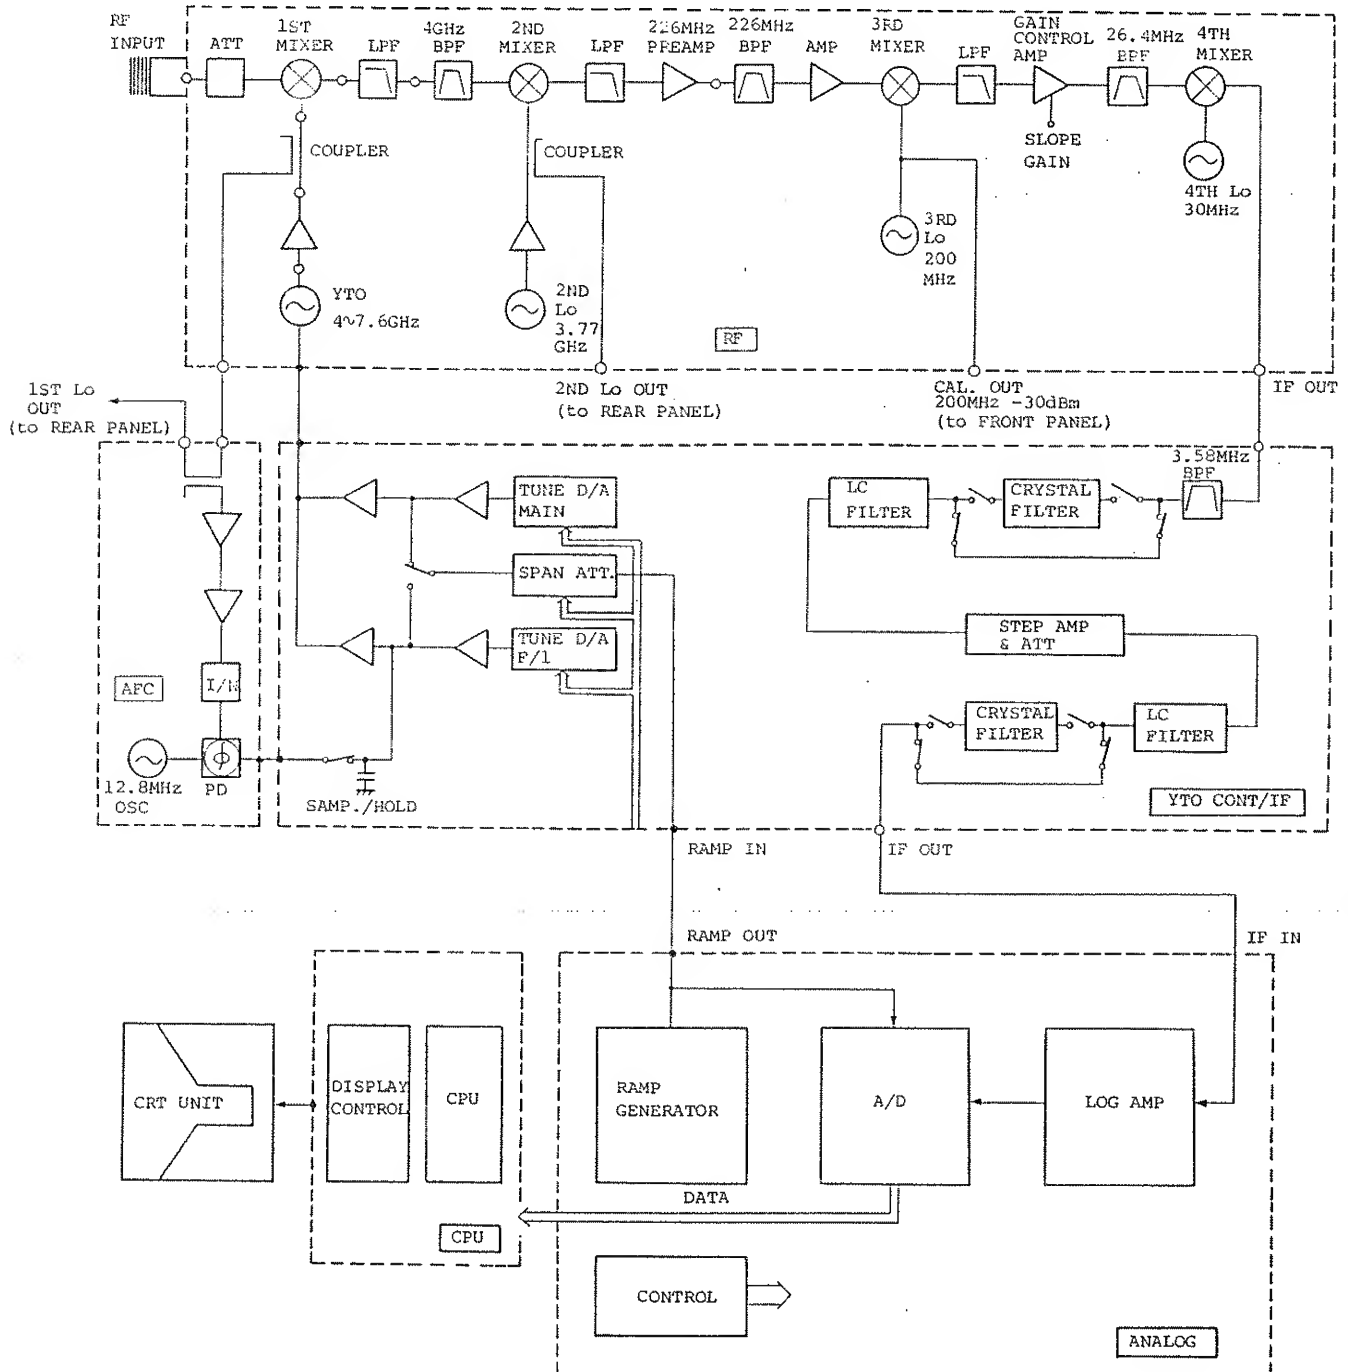 RF
INPUT
ATT
1ST
MIXER
LPF
4GHz
BPF
2ND
MIXER
LPF
226MHz
PREAMP
226MHz
BPF
AMP
3RD
MIXER
LPF
GAIN
CONTROL
AMP
26.4MHz
BPF
4TH
MIXER
COUPLER
COUPLER
SLOPE
GAIN
4TH Lo
30MHz
YTO
4~7.6GHz
2ND
Lo
3.77
GHz
3RD
Lo
200
MHz
RF
1ST Lo
OUT
(to REAR PANEL)
2ND Lo OUT
(to REAR PANEL)
CAL. OUT
200MHz -30dBm
(to FRONT PANEL)
IF OUT
3.58MHz
BPF
TUNE D/A
MAIN
LC
FILTER
CRYSTAL
FILTER
SPAN ATT.
STEP AMP
& ATT
TUNE D/A
F/1
AFC
I/N
CRYSTAL
FILTER
LC
FILTER
12.8MHz
OSC
PD
SAMP./HOLD
YTO CONT/IF
RAMP IN
IF OUT
RAMP OUT
IF IN
CRT UNIT
DISPLAY
CONTROL
CPU
RAMP
GENERATOR
A/D
LOG AMP
DATA
CPU
CONTROL
ANALOG